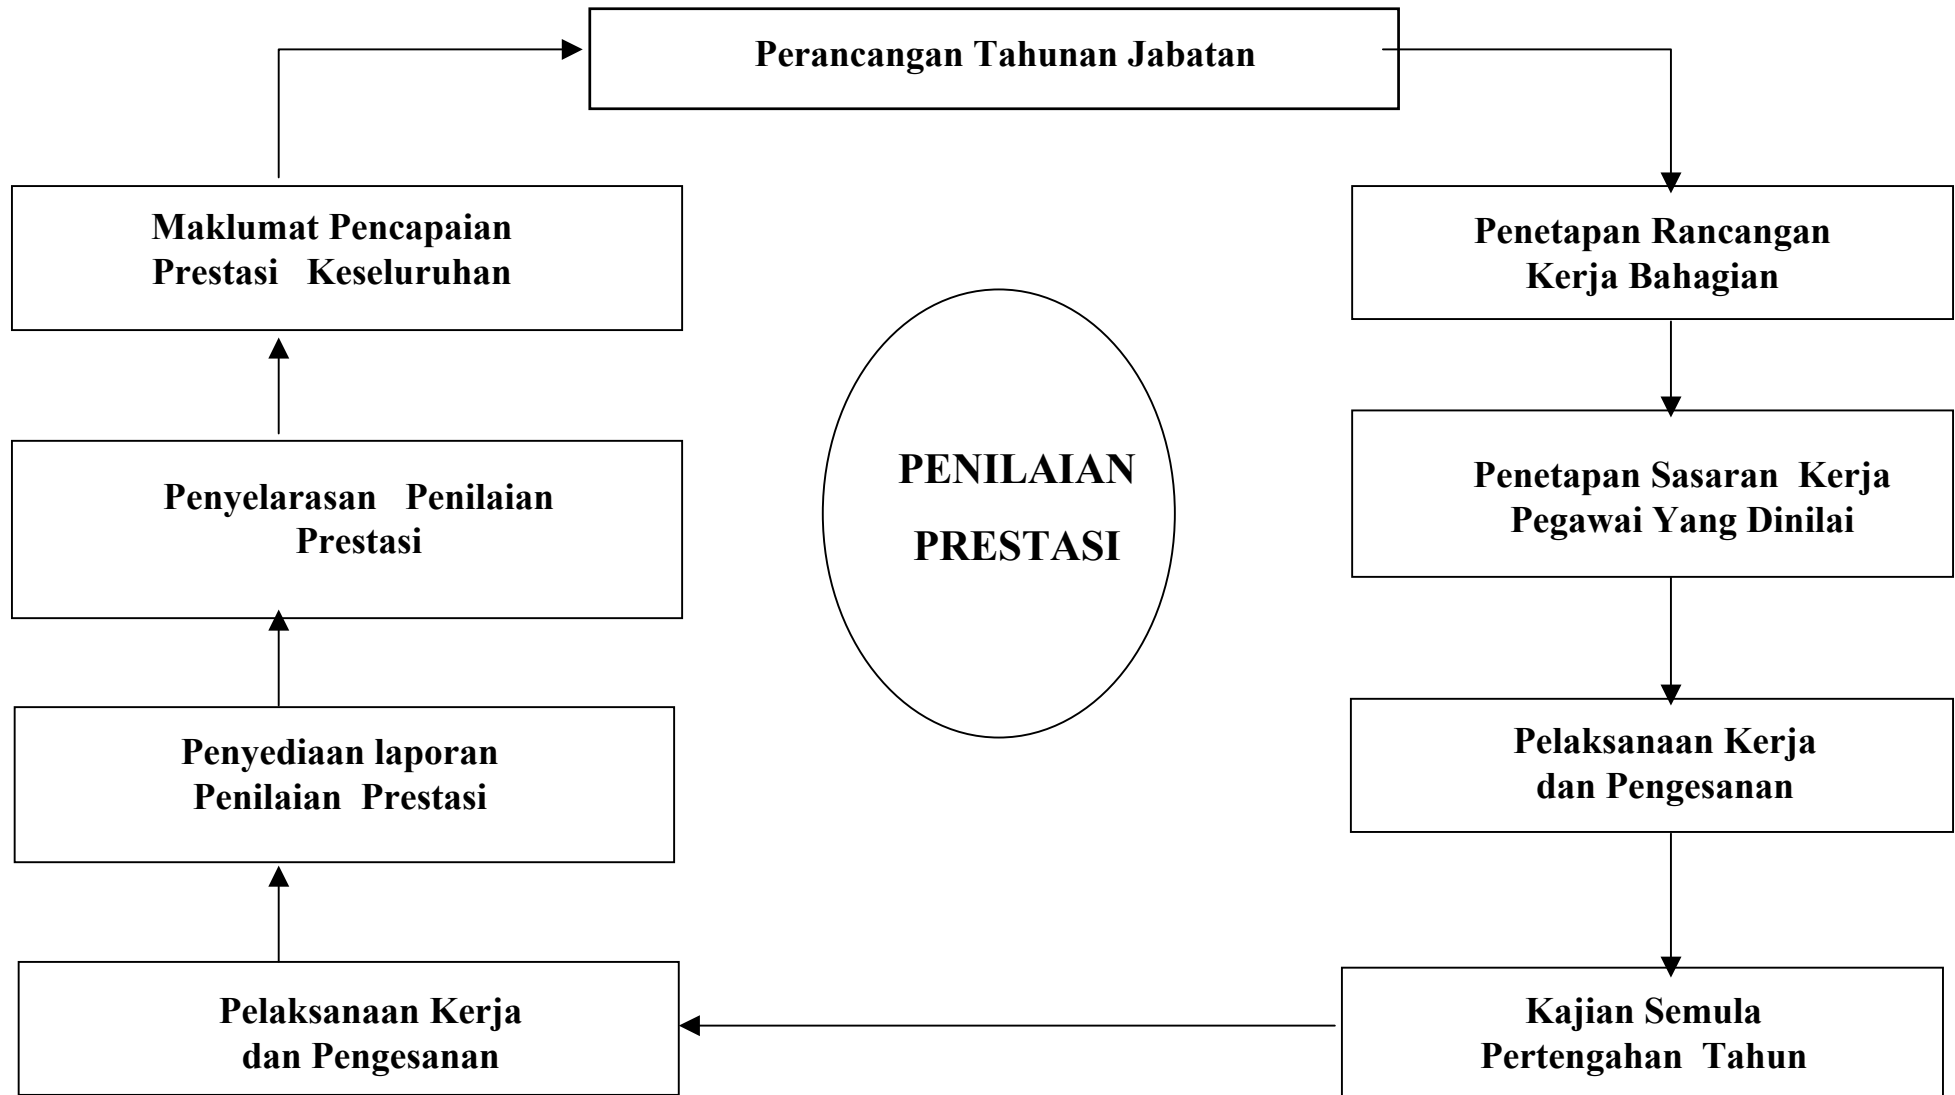 Perancangan Tahunan Jabatan
Penetapan Rancangan
Kerja Bahagian
Penetapan Sasaran Kerja
Pegawai Yang Dinilai
Pelaksanaan Kerja
dan Pengesanan
Kajian Semula
Pertengahan Tahun
Pelaksanaan Kerja
dan Pengesanan
Penyediaan laporan
Penilaian Prestasi
Penyelarasan Penilaian
Prestasi
Maklumat Pencapaian
Prestasi Keseluruhan
PENILAIAN
PRESTASI